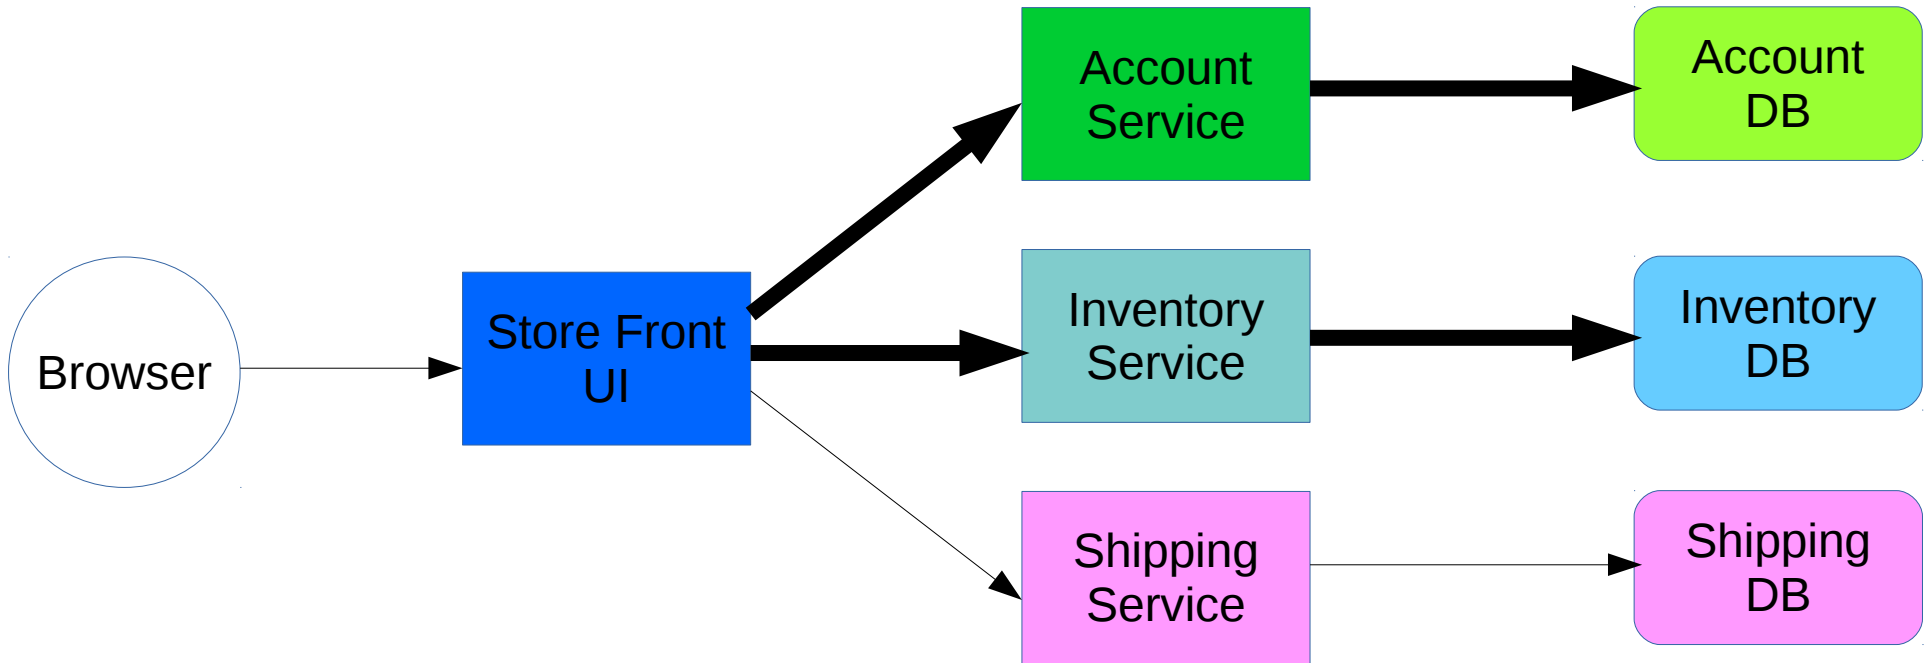 Browser
Store Front
UI
Account
Service
Inventory
Service
Shipping
Service
Account
DB
Inventory
DB
Shipping
DB